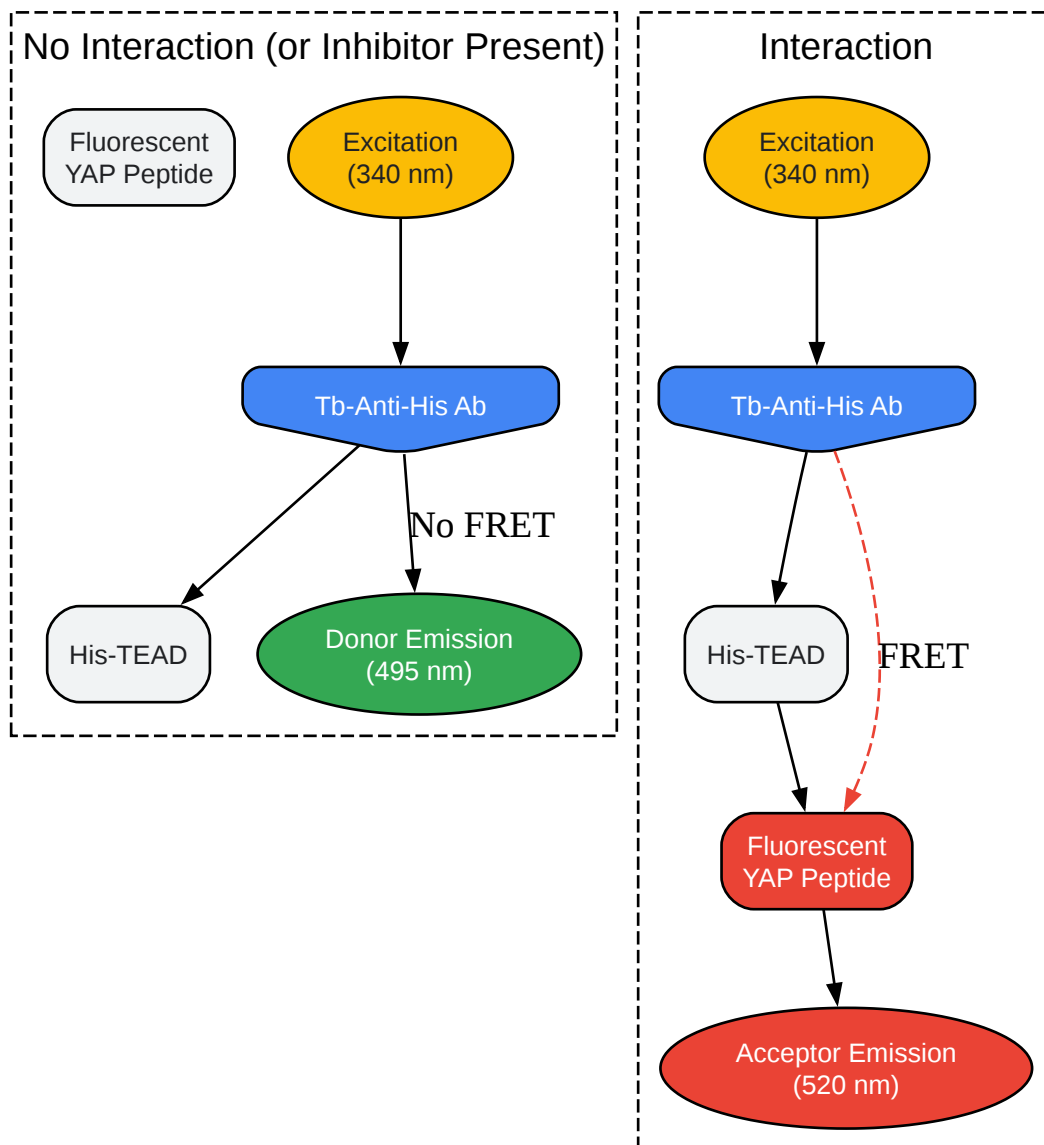 No Interaction (or Inhibitor Present)
Fluorescent
YAP Peptide
Excitation
(340 nm)
Tb-Anti-His Ab
No FRET
His-TEAD
Donor Emission
(495 nm)
Interaction
Excitation
(340 nm)
Tb-Anti-His Ab
His-TEAD
FRET
Fluorescent
YAP Peptide
Acceptor Emission
(520 nm)